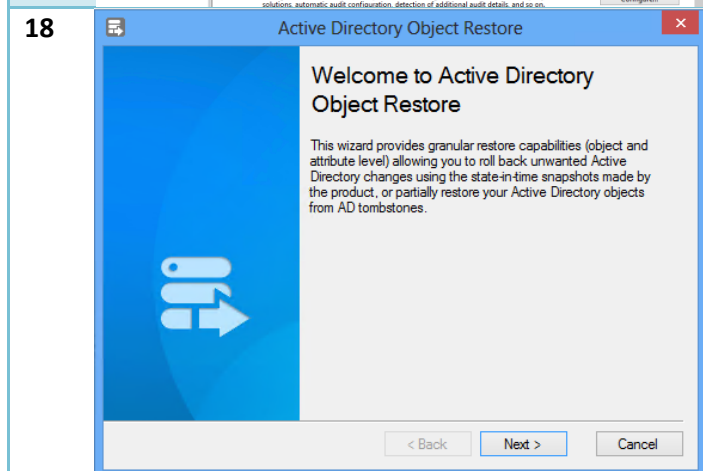 solutions, automatic audit configuration, detection of additional audit details, and so on.
Configure...
18
Active Directory Object Restore
Welcome to Active Directory
Object Restore
This wizard provides granular restore capabilities (object and
attribute level) allowing you to roll back unwanted Active
Directory changes using the state-in-time snapshots made by
the product, or partially restore your Active Directory objects
from AD tombstones.
< Back
Next >
Cancel